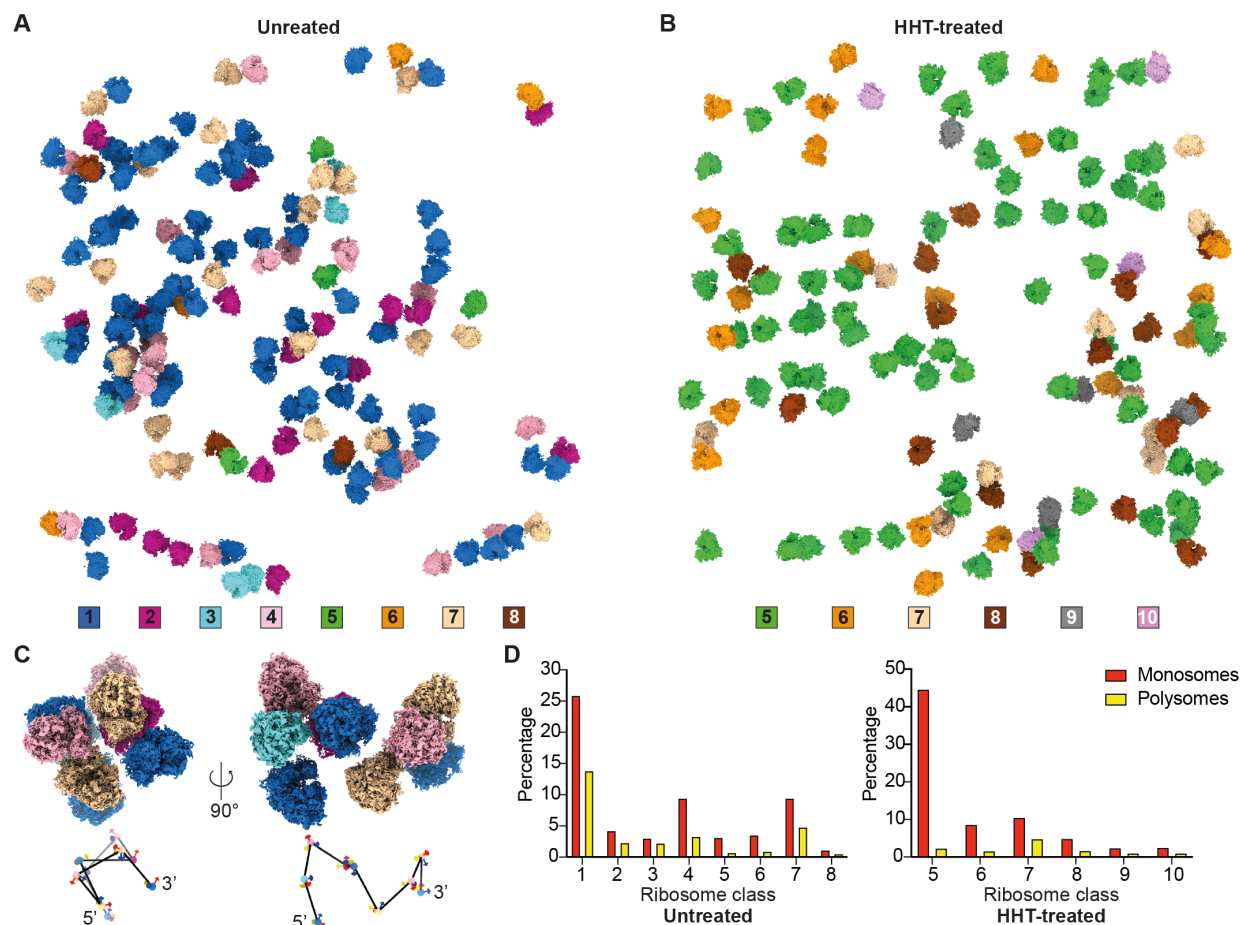 A
Unreated
B
HHT-treated
1 2 3 4 5 6 7 8
5 6 7 8 9 10
C
90°
5’
3’
5’
3’
D
Percentage
30
25
20
15
10
5
0
1 2 3 4 5 6 7 8
Ribosome class
Untreated
Percentage
50
40
30
20
10
0
5 6 7 8 9 10
Ribosome class
HHT-treated
Monosomes
Polysomes